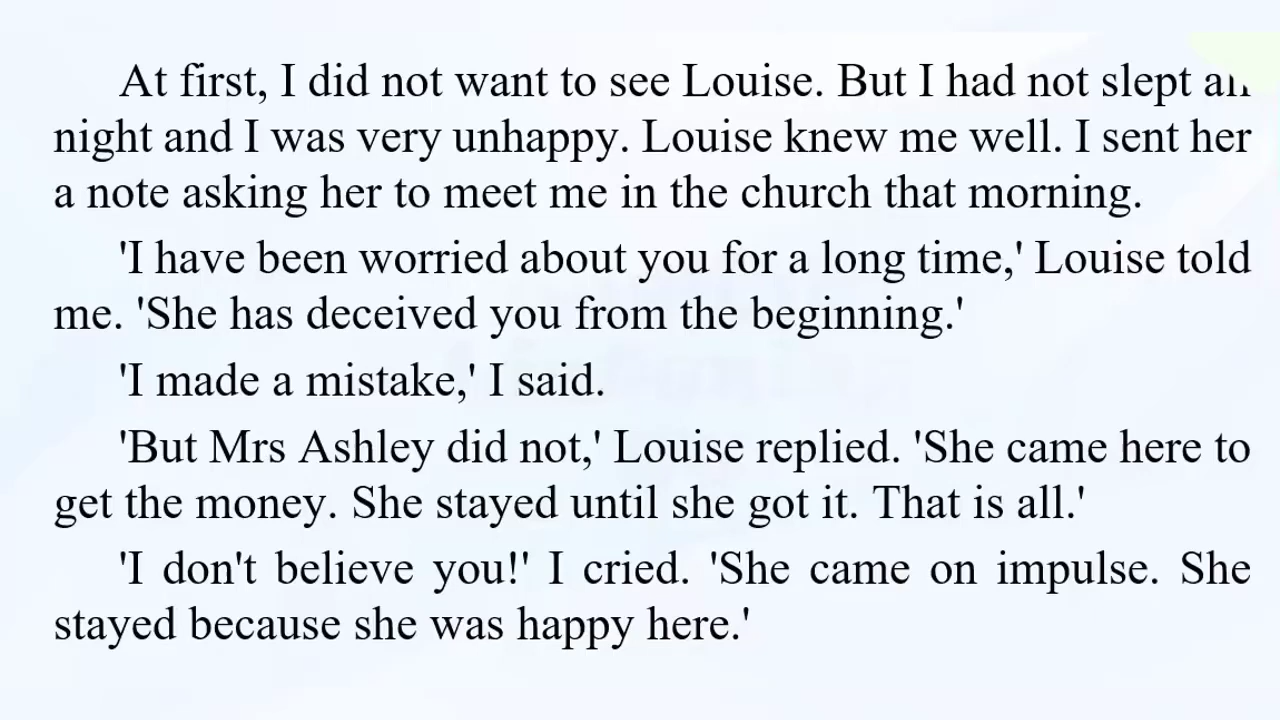 At first, I did not want to see Louise. But I had not slept all
night and I was very unhappy. Louise knew me well. I sent her
a note asking her to meet me in the church that morning.
'I have been worried about you for a long time,' Louise told
me. 'She has deceived you from the beginning.'
'I made a mistake,' I said.
'But Mrs Ashley did not,' Louise replied. 'She came here to
get the money. She stayed until she got it. That is all.'
'I don't believe you!' I cried. 'She came on impulse. She
stayed because she was happy here.'